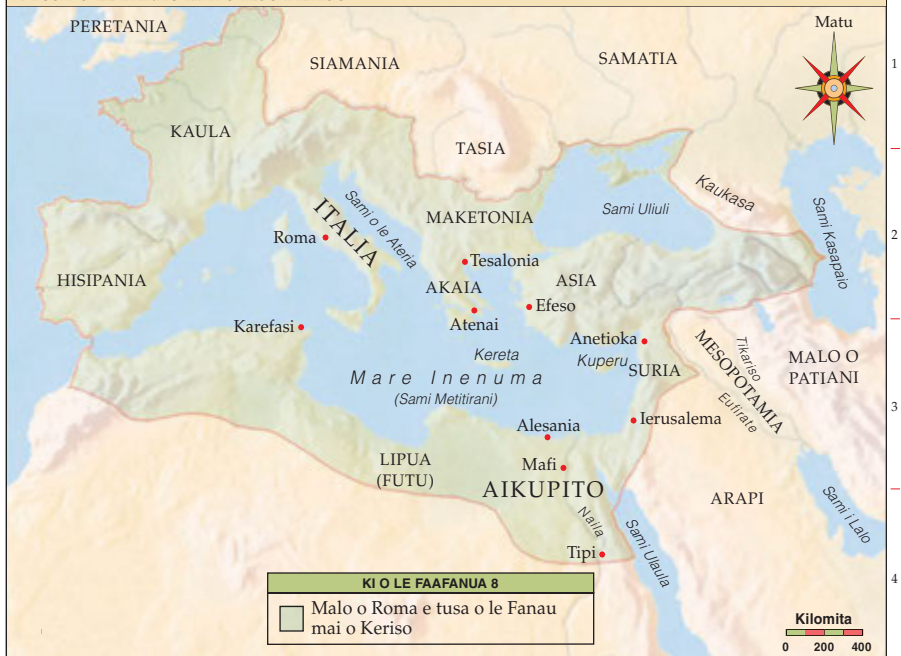 PERETANIA
Matu
SIAMANIA
SAMATIA
1
KAULA
TASIA
Kaukasa
Sami Kasapaio
Sami o le Ateria
ITALIA
MAKETONIA
Sami Uliuli
2
Roma
Tesalonia
HISIPANIA
AKAIA
ASIA
Efeso
Karefasi
Atenai
Anetioka
Kereta
Kuperu
SURIA
MESOPOTAMIA
Tikariso
Eufirate
MALO O
PATIANI
Mare Inenuma
(Sami Metitirani)
3
Alesania
Ierusalema
LIPUA
(FUTU)
Mafi
AIKUPITO
ARAPI
Naila
Sami Ulaula
Sami i Lalo
Tipi
4
KI O LE FAAFANUA 8
Malo o Roma e tusa o le Fanau
mai o Keriso
Kilomita
0 200 400